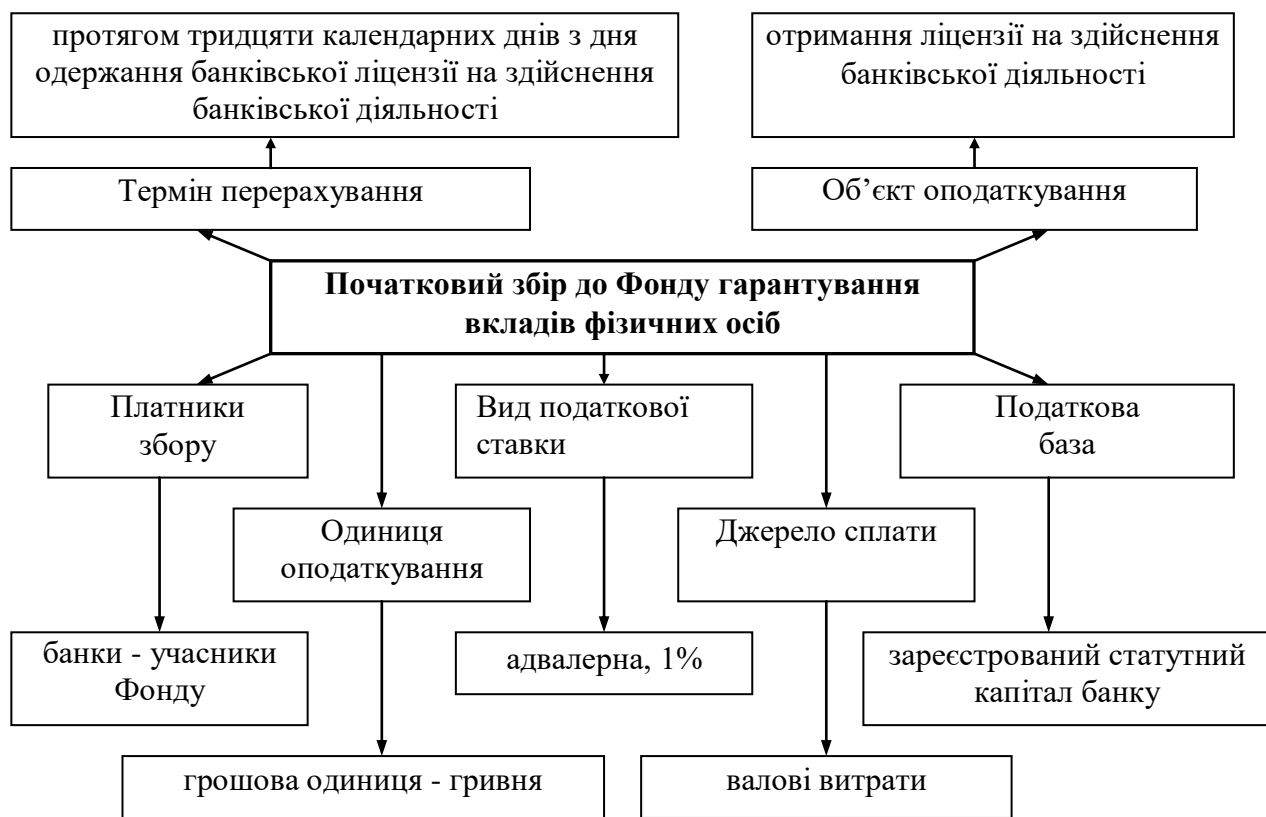 протягом тридцяти календарних днів з дня
одержання банківської ліцензії на здійснення
банківської діяльності
отримання ліцензії на здійснення
банківської діяльності
Термін перерахування
Об’єкт оподаткування
Початковий збір до Фонду гарантування
вкладів фізичних осіб
Платники
збору
Вид податкової
ставки
Податкова
база
Одиниця
оподаткування
Джерело сплати
банки - учасники
Фонду
адвалерна, 1%
зареєстрований статутний
капітал банку
грошова одиниця - гривня
валові витрати